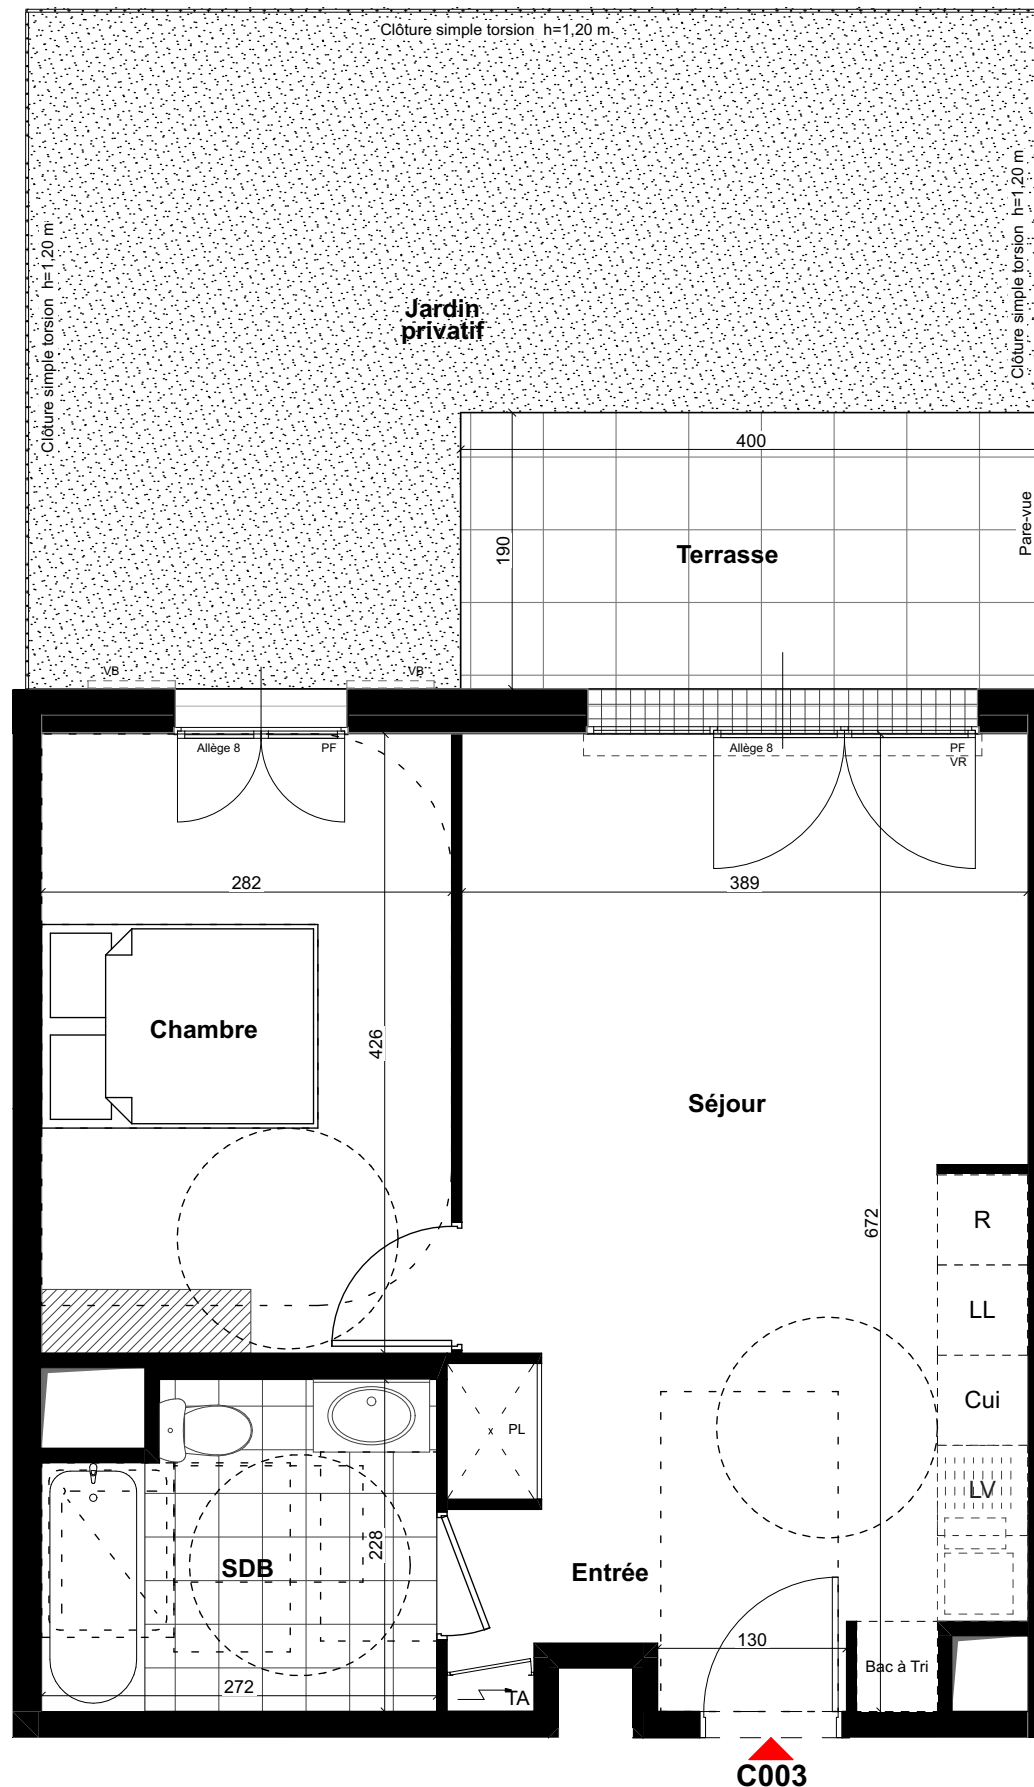 Clôture simple torsion h=1,20 m
Clôture simple torsion h=1,20 m
Clôture simple torsion h=1,20 m
Jardin
privatif
400
190
Terrasse
Pare-vue
VB
VB
Allège 8
PF
Allège 8
PF
VR
282
389
Chambre
426
Séjour
672
R
LL
Cui
LV
PL
SDB
228
Entrée
130
272
TA
Bac à Tri
C003